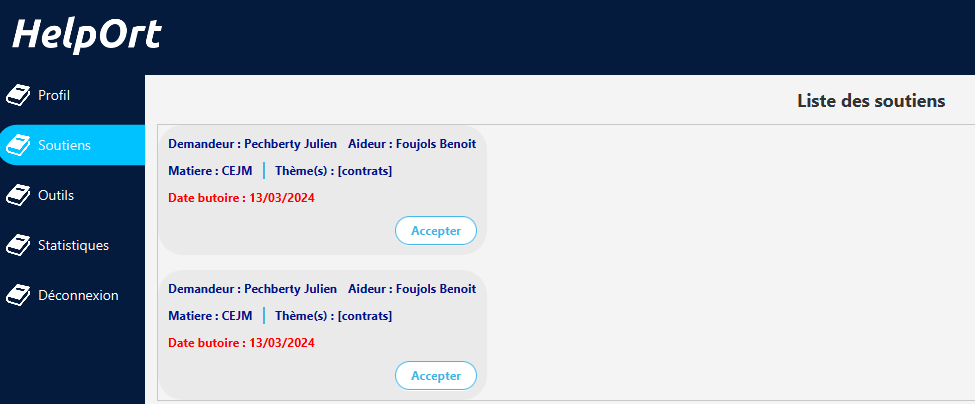 HelpOrt
Profil
Soutiens
Outils
Statistiques
Déconnexion
Liste des soutiens
Demandeur : Pechberty Julien Aideur : Foujols Benoit
Matiere : CEJM Thème(s) : [contrats]
Date butoire : 13/03/2024
Accepter
Demandeur : Pechberty Julien Aideur : Foujols Benoit
Matiere : CEJM Thème(s) : [contrats]
Date butoire : 13/03/2024
Accepter